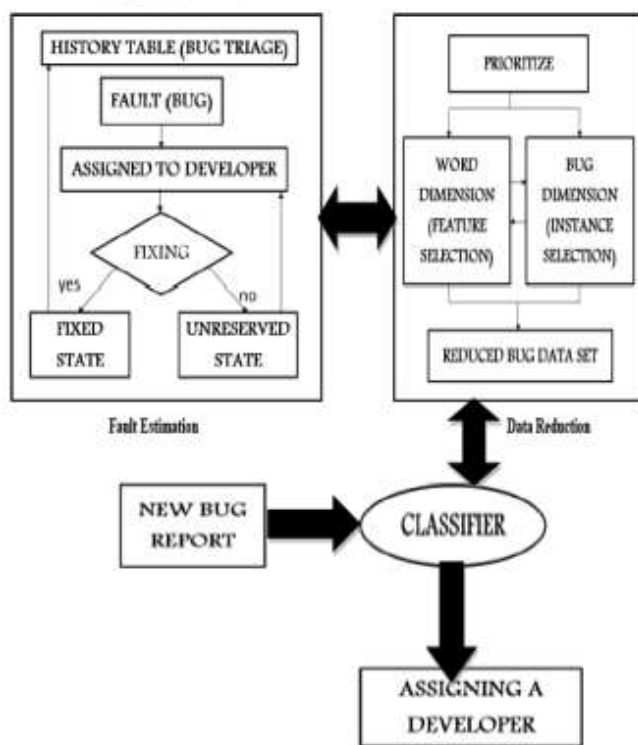 HISTORY TABLE (BUG TRIAGE)
FAULT (BUG)
ASSIGNED TO DEVELOPER
FIXING
yes
no
FIXED
STATE
UNRESERVED
STATE
Fault Estimation
PRIORITIZE
WORD
DIMENSION
(FEATURE
SELECTION)
BUG
DIMENSION
(INSTANCE
SELECTION)
REDUCED BUG DATA SET
Data Reduction
NEW BUG
REPORT
CLASSIFIER
ASSIGNING A
DEVELOPER